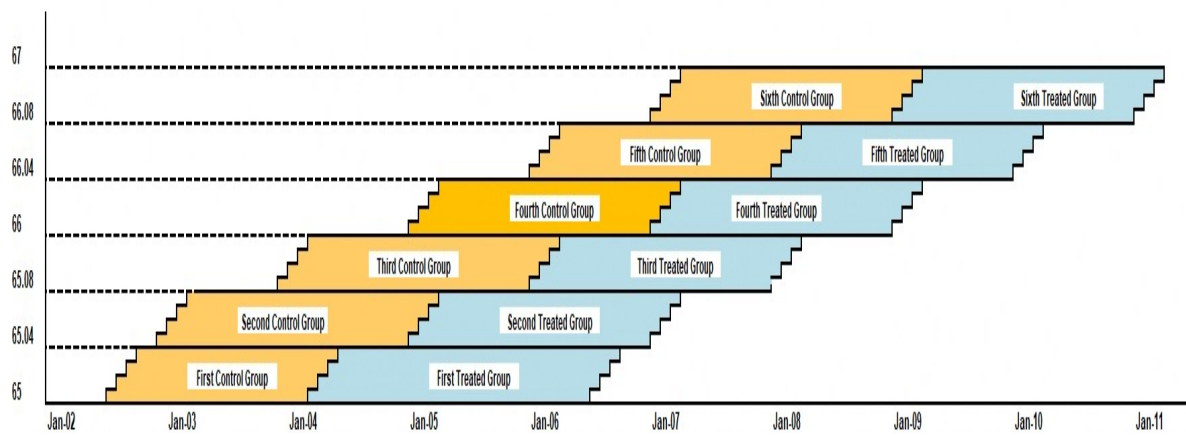 67
Sixth Control Group
Sixth Treated Group
66.08
Fifth Control Group
Fifth Treated Group
66.04
Fourth Control Group
Fourth Treated Group
66
Third Control Group
Third Treated Group
65.08
Second Control Group
Second Treated Group
65.04
First Control Group
First Treated Group
65
Jan-02 Jan-03 Jan-04 Jan-05 Jan-06 Jan-07 Jan-08 Jan-09 Jan-10 Jan-11